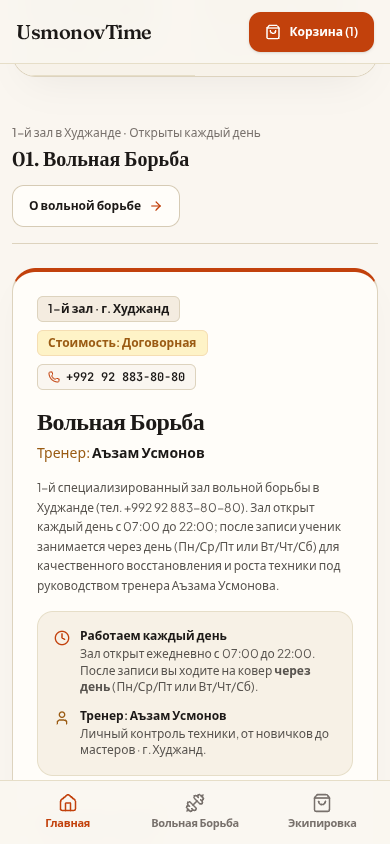 UsmonovTime
Корзина (1)
1-й зал в Худжанде · Открыты каждый день
01. Вольная Борьба
О вольной борьбе
1-й зал · г. Худжанд
Стоимость: Договорная
+992 92 883-80-80
Вольная Борьба
Тренер: Аъзам Усмонов
1-й специализированный зал вольной борьбы в
Худжанде (тел. +992 92 883-80-80). Зал открыт
каждый день с 07:00 до 22:00; после записи ученик
занимается через день (Пн/Ср/Пт или Вт/Чт/Сб) для
качественного восстановления и роста техники под
руководством тренера Аъзама Усмонова.
Работаем каждый день
Зал открыт ежедневно с 07:00 до 22:00.
После записи вы ходите на ковер через
день (Пн/Ср/Пт или Вт/Чт/Сб).
Тренер: Аъзам Усмонов
Личный контроль техники, от новичков до
мастеров · г. Худжанд.
Главная
Вольная Борьба
Экипировка